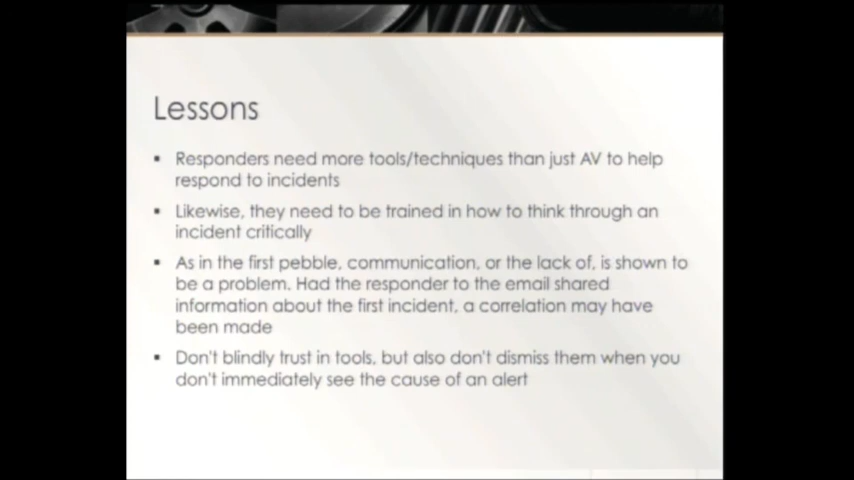 Lessons
▪ Responders need more tools/techniques than just AV to help
respond to incidents
▪ Likewise, they need to be trained in how to think through an
incident critically
▪ As in the first pebble, communication, or the lack of, is shown to
be a problem. Had the responder to the email shared
information about the first incident, a correlation may have
been made
▪ Don't blindly trust in tools, but also don't dismiss them when you
don't immediately see the cause of an alert